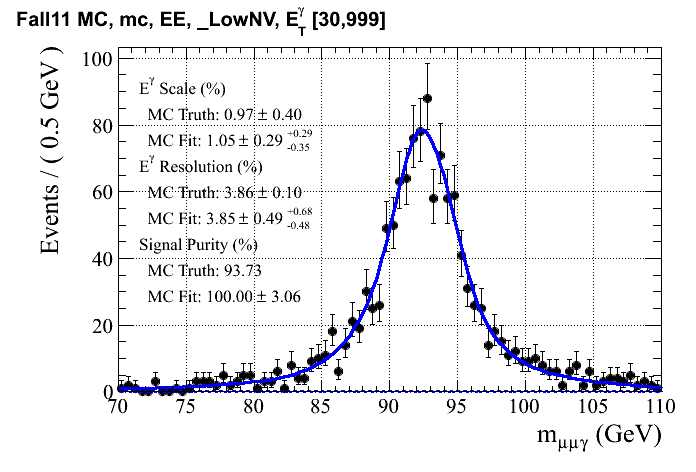 Fall11 MC, mc, EE, _LowNV, E_T^γ [30,999]
Events / ( 0.5 GeV )
100
80
60
40
20
0
E^γ Scale (%)
MC Truth: 0.97 ± 0.40
MC Fit: 1.05 ± 0.29 +0.29 -0.35
E^γ Resolution (%)
MC Truth: 3.86 ± 0.10
MC Fit: 3.85 ± 0.49 +0.68 -0.48
Signal Purity (%)
MC Truth: 93.73
MC Fit: 100.00 ± 3.06
70 75 80 85 90 95 100 105 110
m_μμγ (GeV)